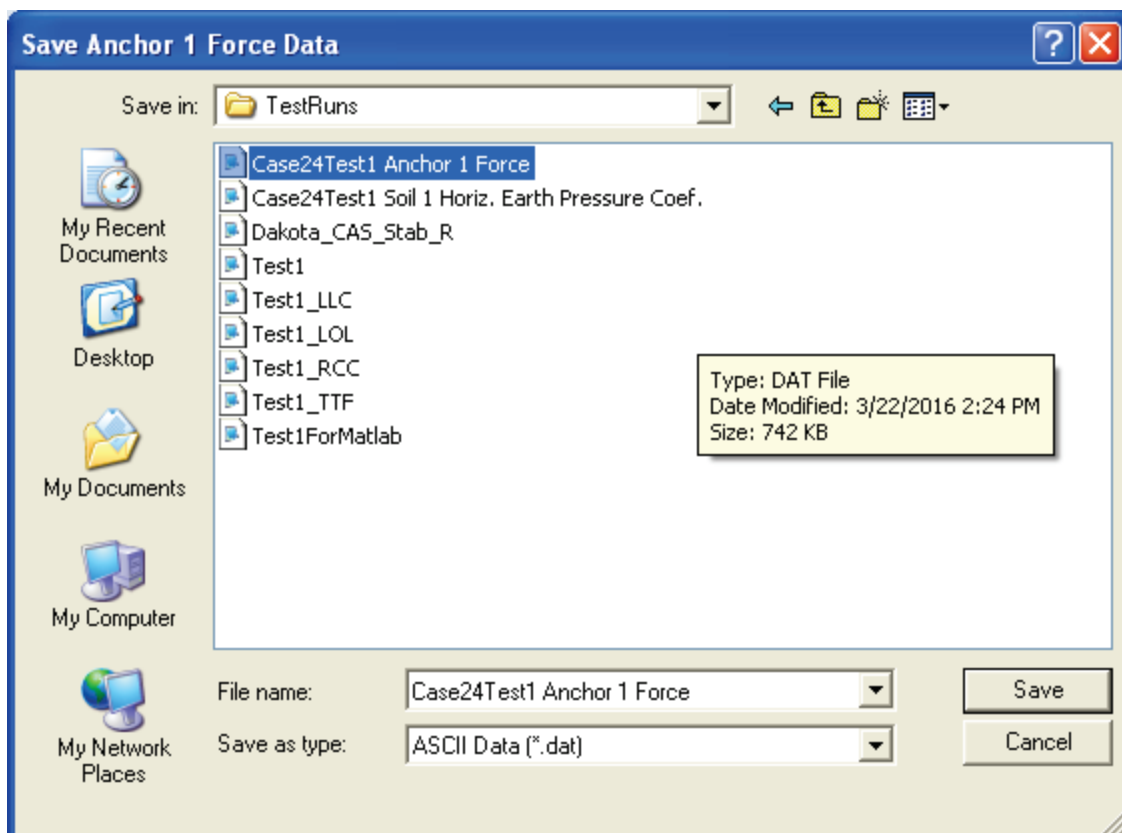 Save Anchor 1 Force Data
Save in:
TestRuns
Case24Test1 Anchor 1 Force
Case24Test1 Soil 1 Horiz. Earth Pressure Coef.
Dakota_CAS_Stab_R
Test1
Test1_LLC
Test1_LOL
Test1_RCC
Test1_TTF
Test1ForMatlab
My Recent
Documents
Desktop
My Documents
My Computer
My Network
Places
Type: DAT File
Date Modified: 3/22/2016 2:24 PM
Size: 742 KB
File name:
Case24Test1 Anchor 1 Force
Save
Save as type:
ASCII Data (*.dat)
Cancel